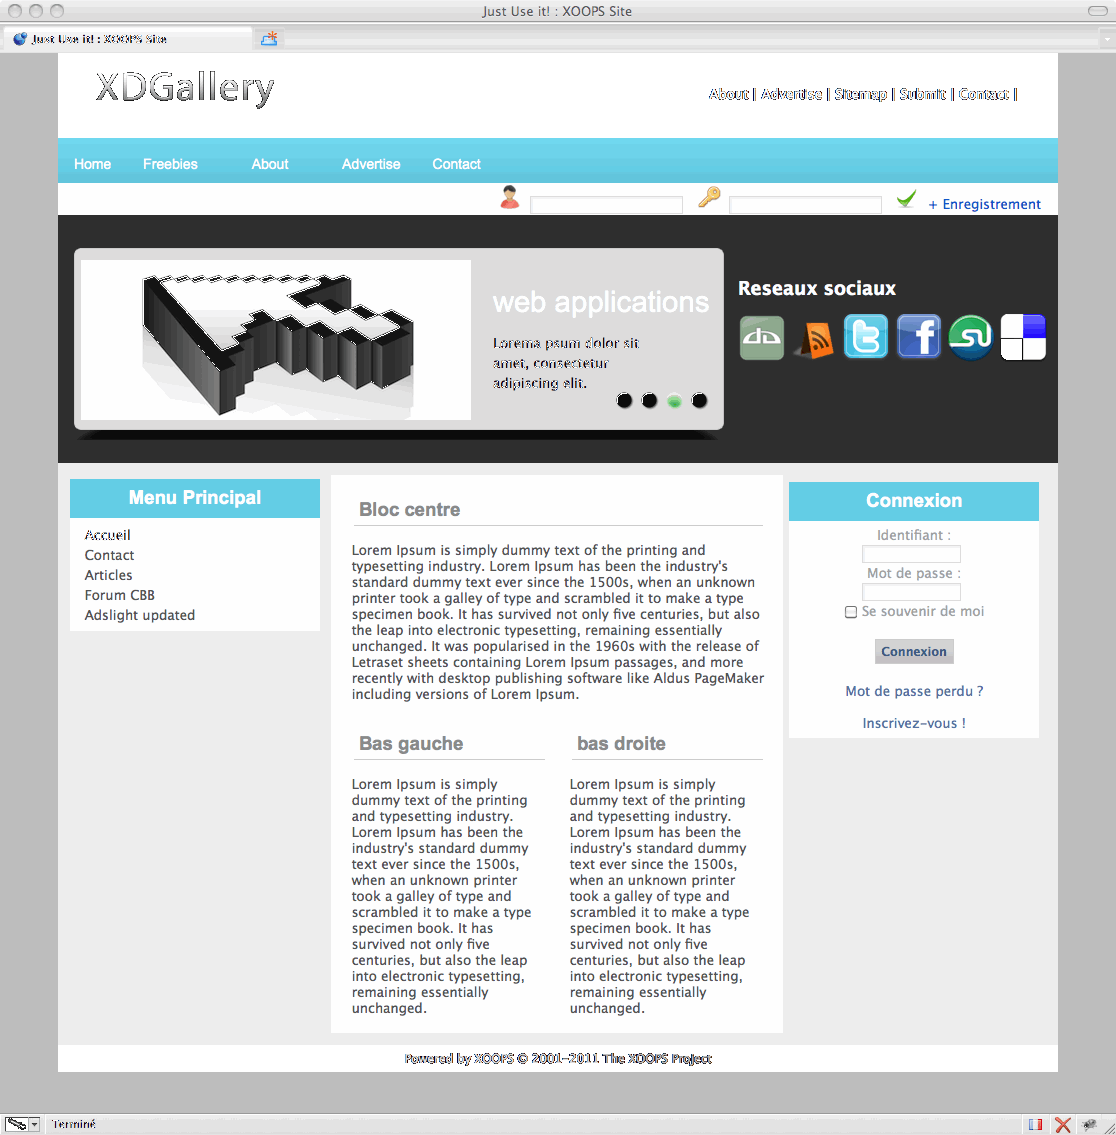 Just Use it! : XOOPS Site
Just Use it! : XOOPS Site
XDGallery
About | Advertise | Sitemap | Submit | Contact |
Home Freebies About Advertise Contact
+ Enregistrement
web applications
Lorema psum dolor sit
amet, consectetur
adipiscing elit.
Reseaux sociaux
Menu Principal
Accueil
Contact
Articles
Forum CBB
Adslight updated
Bloc centre
Lorem Ipsum is simply dummy text of the printing and
typesetting industry. Lorem Ipsum has been the industry's
standard dummy text ever since the 1500s, when an unknown
printer took a galley of type and scrambled it to make a type
specimen book. It has survived not only five centuries, but also
the leap into electronic typesetting, remaining essentially
unchanged. It was popularised in the 1960s with the release of
Letraset sheets containing Lorem Ipsum passages, and more
recently with desktop publishing software like Aldus PageMaker
including versions of Lorem Ipsum.
Bas gauche
Lorem Ipsum is simply
dummy text of the printing
and typesetting industry.
Lorem Ipsum has been the
industry's standard dummy
text ever since the 1500s,
when an unknown printer
took a galley of type and
scrambled it to make a type
specimen book. It has
survived not only five
centuries, but also the leap
into electronic typesetting,
remaining essentially
unchanged.
bas droite
Lorem Ipsum is simply
dummy text of the printing
and typesetting industry.
Lorem Ipsum has been the
industry's standard dummy
text ever since the 1500s,
when an unknown printer
took a galley of type and
scrambled it to make a type
specimen book. It has
survived not only five
centuries, but also the leap
into electronic typesetting,
remaining essentially
unchanged.
Connexion
Identifiant :
Mot de passe :
Se souvenir de moi
Connexion
Mot de passe perdu ?
Inscrivez-vous !
Powered by XOOPS © 2001-2011 The XOOPS Project
Terminé